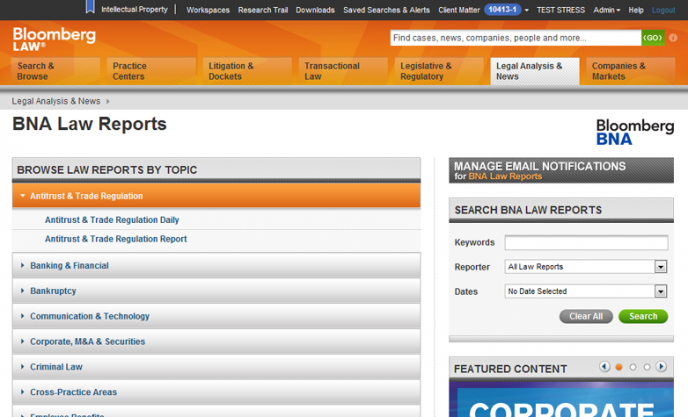 Intellectual Property Workspaces Research Trail Downloads Saved Searches & Alerts Client Matter 10413-1 TEST STRESS Admin Help Logout
Bloomberg
LAW®
Find cases, news, companies, people and more... <GO>
Search & Browse
Practice Centers
Litigation & Dockets
Transactional Law
Legislative & Regulatory
Legal Analysis & News
Companies & Markets
Legal Analysis & News
BNA Law Reports
Bloomberg
BNA
BROWSE LAW REPORTS BY TOPIC
Antitrust & Trade Regulation
Antitrust & Trade Regulation Daily
Antitrust & Trade Regulation Report
Banking & Financial
Bankruptcy
Communication & Technology
Corporate, M&A & Securities
Criminal Law
Cross-Practice Areas
Employee Benefits
MANAGE EMAIL NOTIFICATIONS
for BNA Law Reports
SEARCH BNA LAW REPORTS
Keywords
Reporter All Law Reports
Dates No Date Selected
Clear All Search
FEATURED CONTENT
CORPORATE